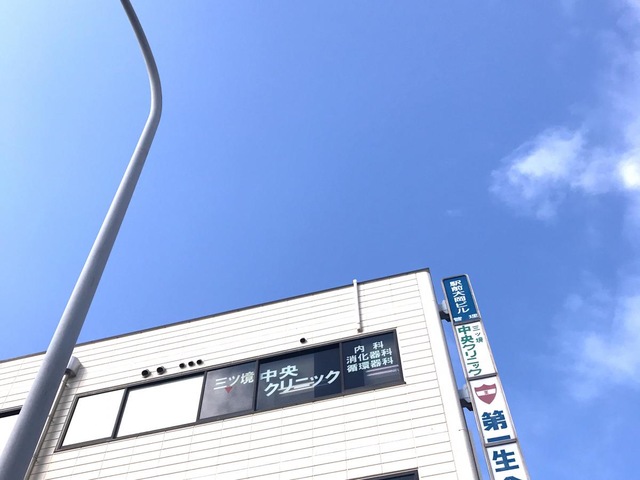 三ツ境
中央
クリニック
内科
消化器科
循環器科
駅前大岡ビル
管理
三ツ境
中央クリニック
第一生